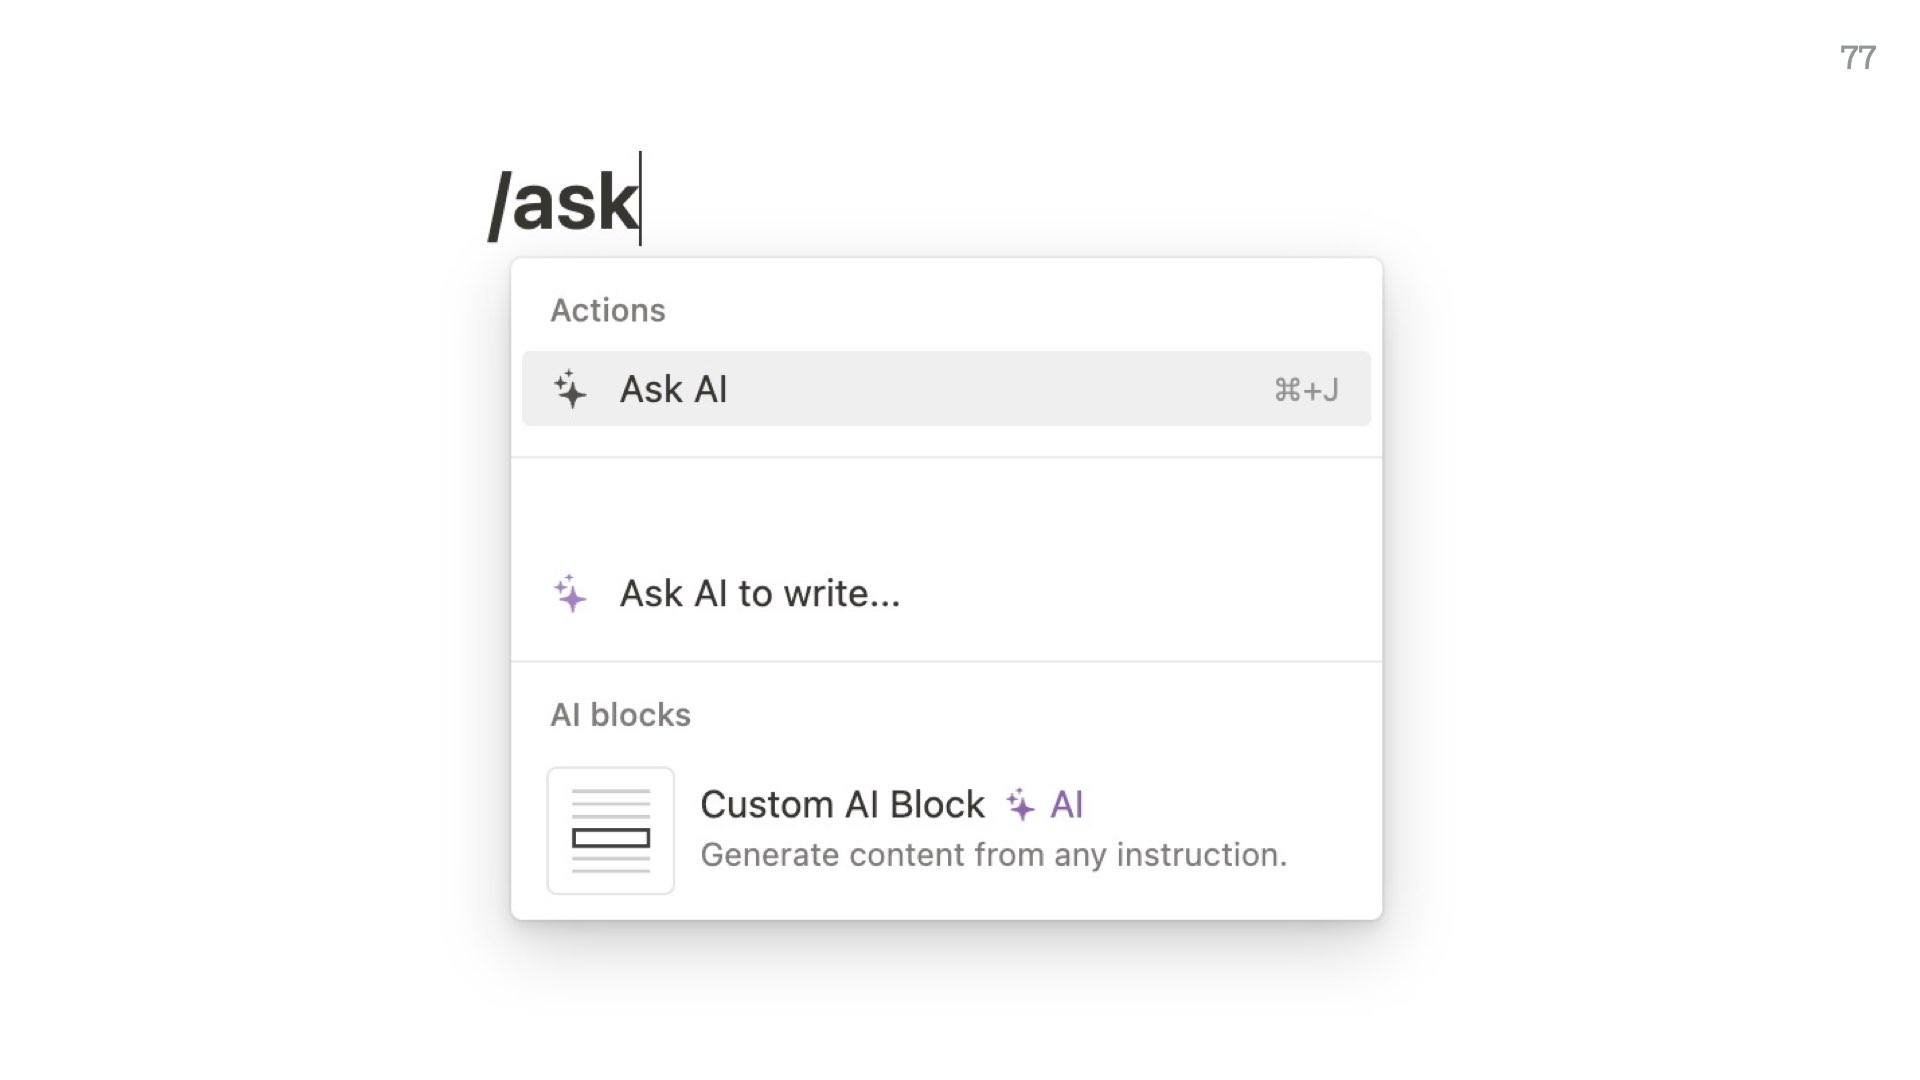 77
/ask
Actions
Ask AI ⌘+J
Ask AI to write...
AI blocks
Custom AI Block AI
Generate content from any instruction.